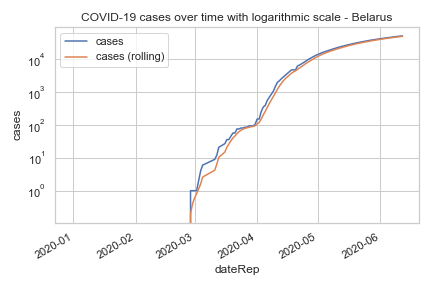 COVID-19 cases over time with logarithmic scale - Belarus
cases
cases (rolling)
10⁴
10³
10²
10¹
10⁰
cases
2020-01
2020-02
2020-03
2020-04
2020-05
2020-06
dateRep